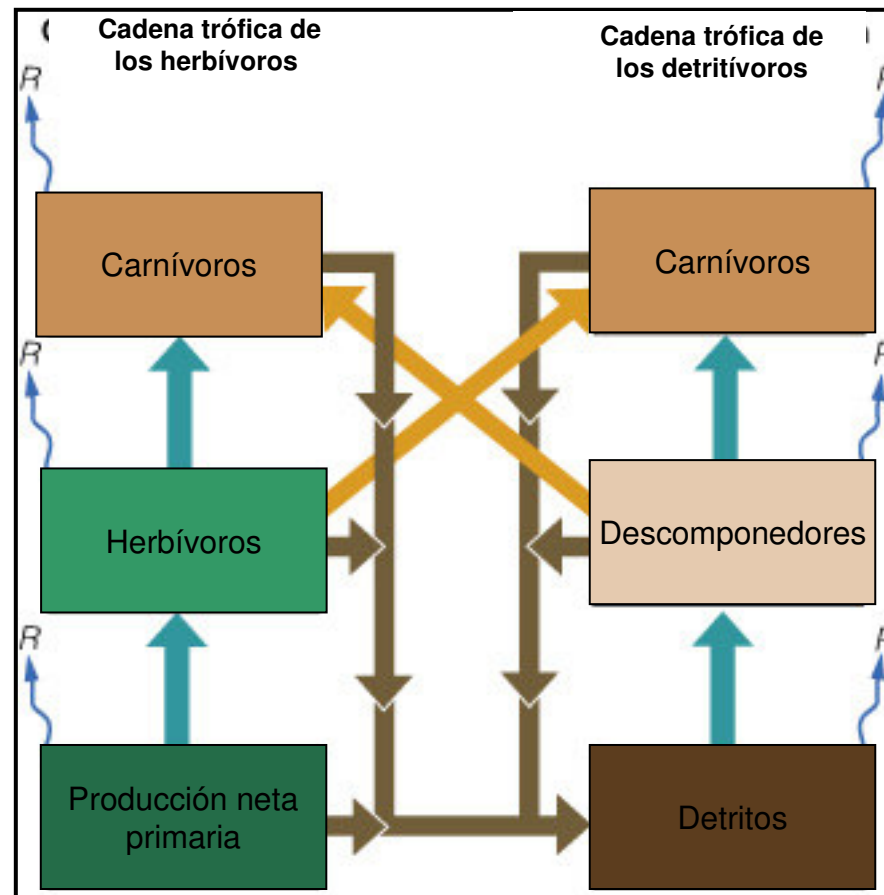 Cadena trófica de
los herbívoros
Cadena trófica de
los detritívoros
R
Carnívoros
Carnívoros
R
Herbívoros
Descomponedores
R
Producción neta
primaria
Detritos